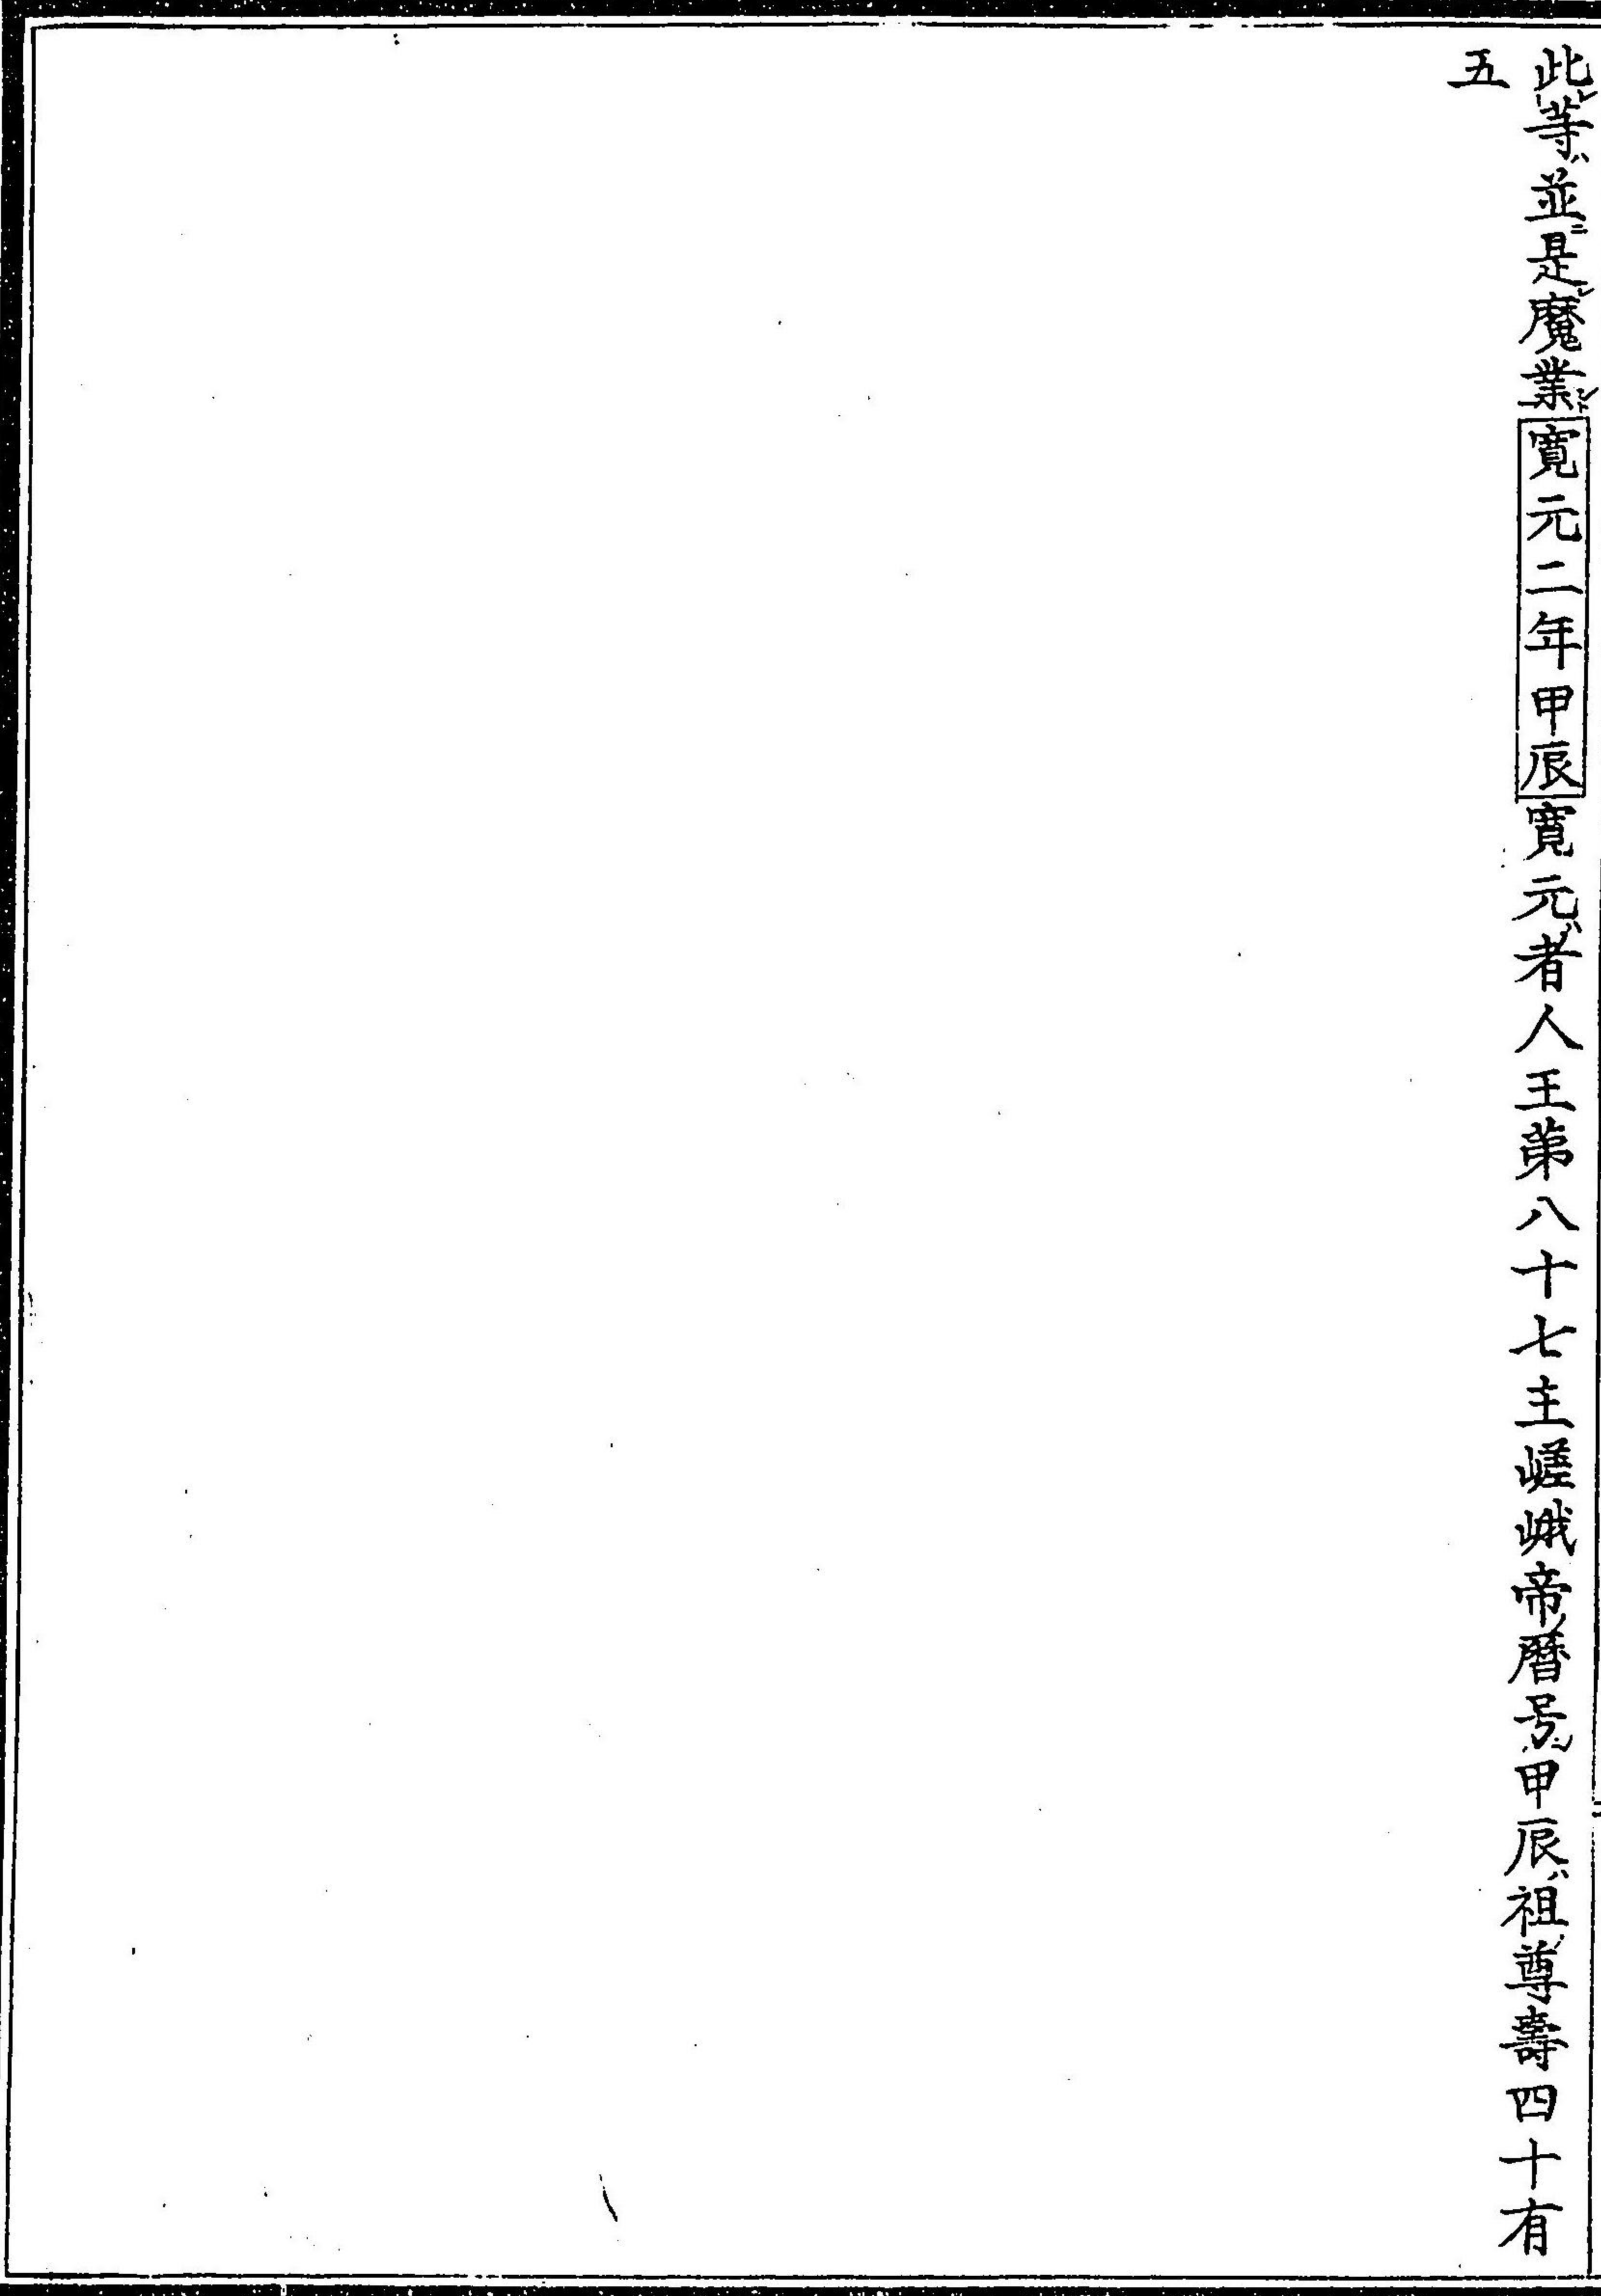 此等並是魔業寛元二年甲辰寛元者人王第八十七主嵯峨帝暦号甲辰祖尊壽四十有
五